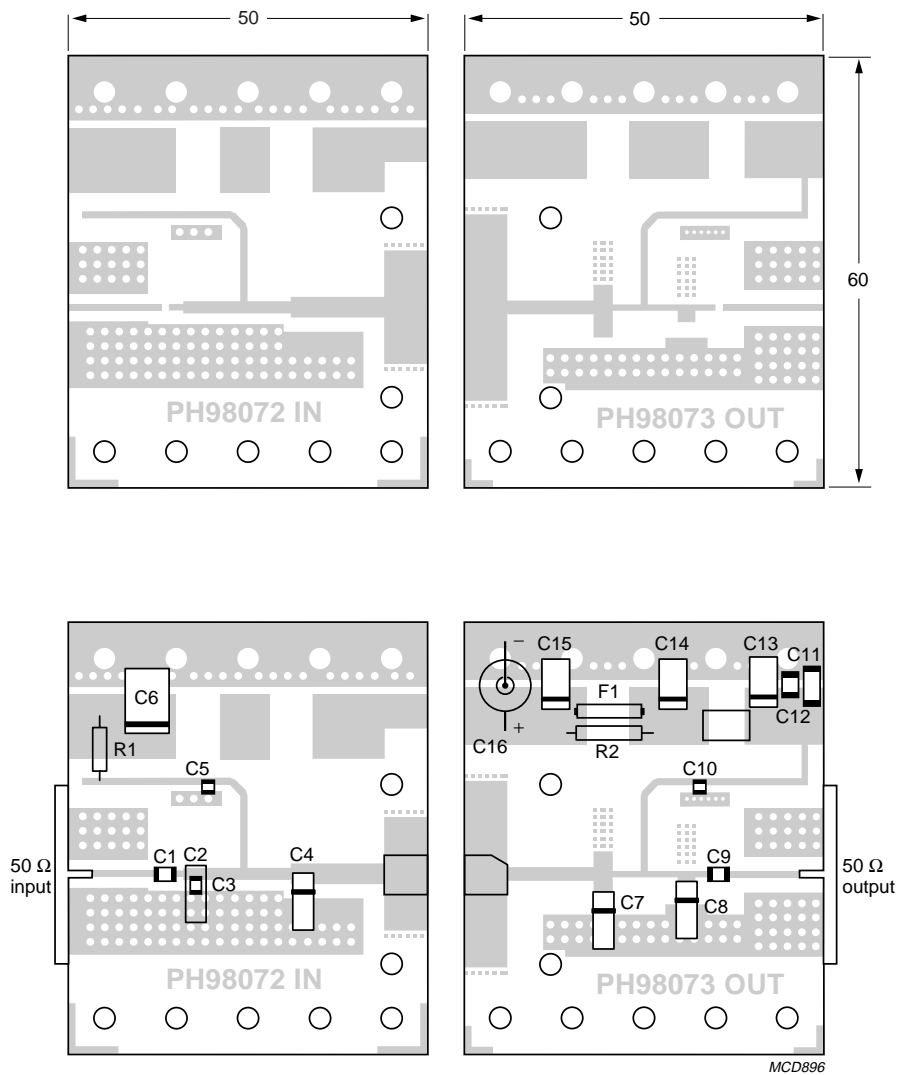 50
50
60
PH98072 IN
PH98073 OUT
C6
R1
C5
C1
C2
C3
C4
50 Ω
input
PH98072 IN
−
+
C16
C15
F1
R2
C14
C13
C11
C12
C10
C9
C7
C8
50 Ω
output
PH98073 OUT
MCD896